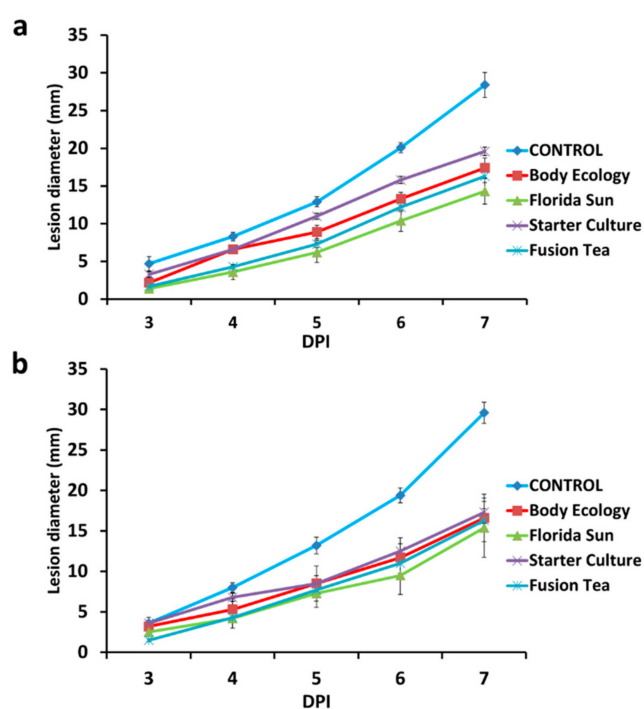 a
Lesion diameter (mm)
35
30
25
20
15
10
5
0
3 4 5 6 7
DPI
CONTROL
Body Ecology
Florida Sun
Starter Culture
Fusion Tea
b
Lesion diameter (mm)
35
30
25
20
15
10
5
0
3 4 5 6 7
DPI
CONTROL
Body Ecology
Florida Sun
Starter Culture
Fusion Tea